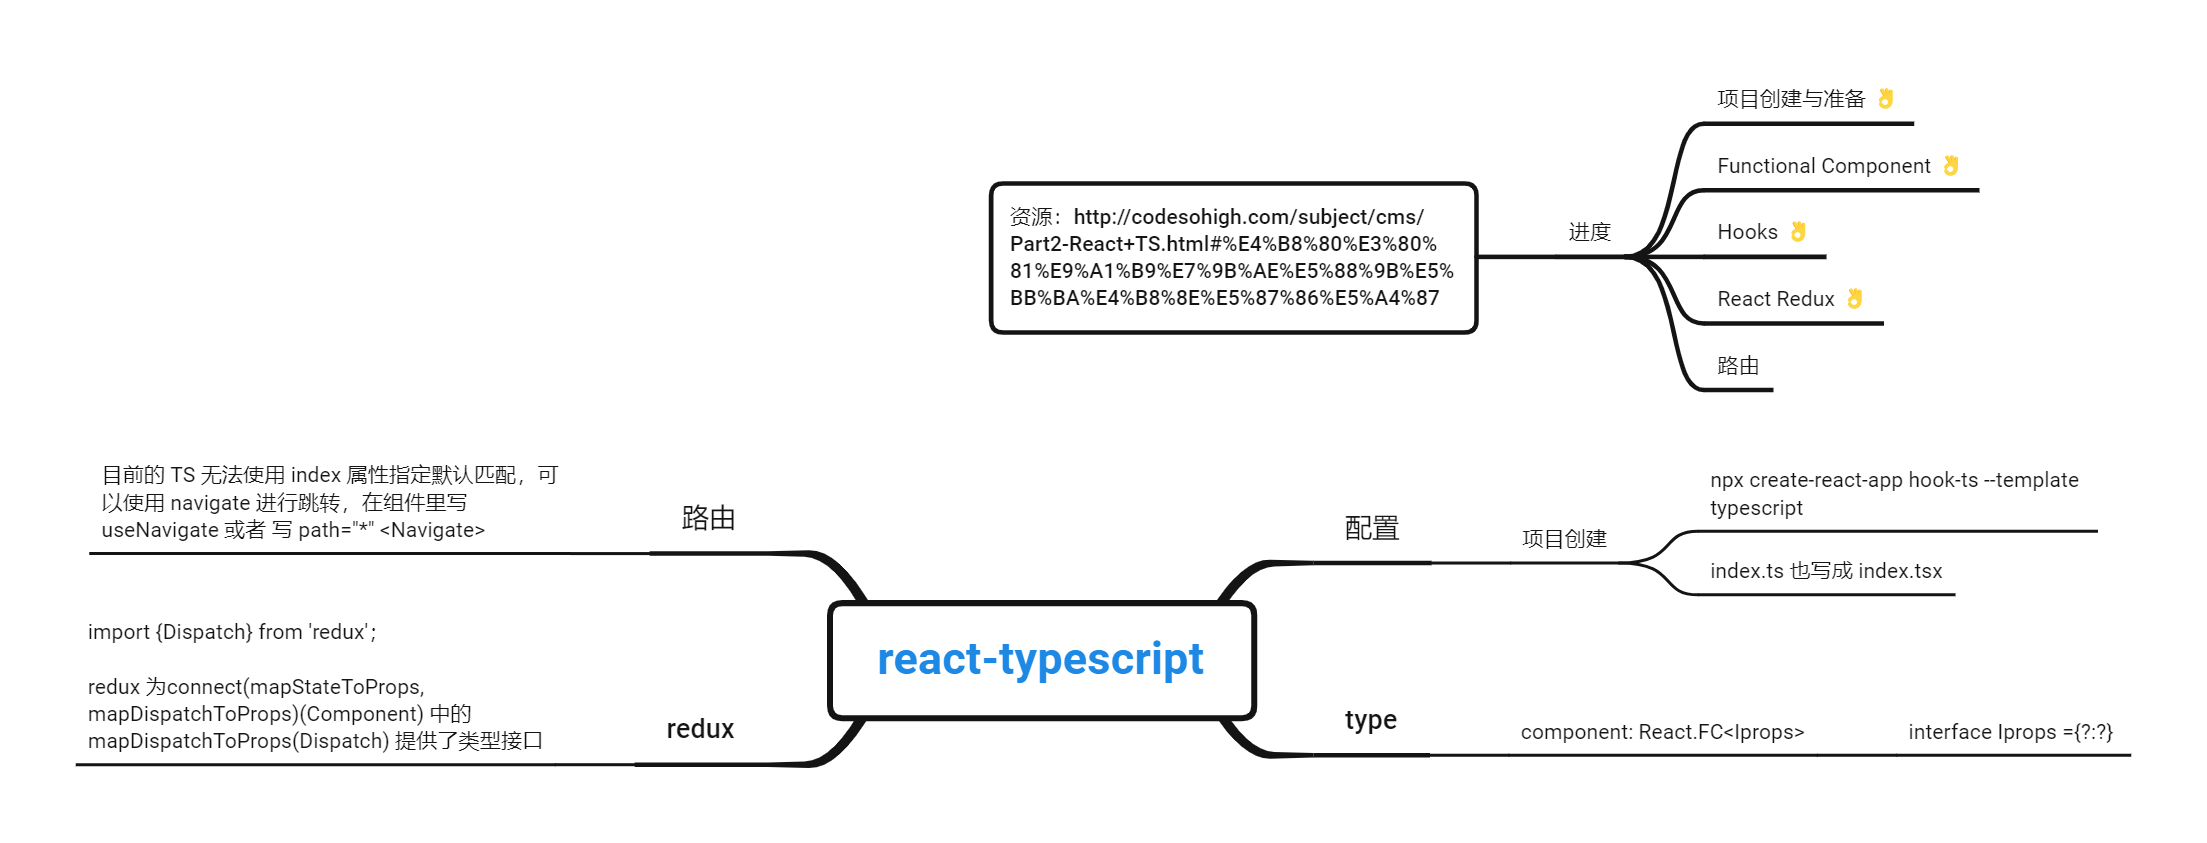 项目创建与准备 👌
Functional Component 👌
Hooks 👌
React Redux 👌
路由
进度
资源：http://codesohigh.com/subject/cms/
Part2-React+TS.html#%E4%B8%80%E3%80%
81%E9%A1%B9%E7%9B%AE%E5%88%9B%E5%
BB%BA%E4%B8%8E%E5%87%86%E5%A4%87
目前的 TS 无法使用 index 属性指定默认匹配，可
以使用 navigate 进行跳转，在组件里写
useNavigate 或者 写 path="*" <Navigate>
路由
import {Dispatch} from 'redux';
redux 为connect(mapStateToProps,
mapDispatchToProps)(Component) 中的
mapDispatchToProps(Dispatch) 提供了类型接口
redux
react-typescript
配置
项目创建
npx create-react-app hook-ts --template
typescript
index.ts 也写成 index.tsx
type
component: React.FC<Iprops>
interface Iprops ={?:?}